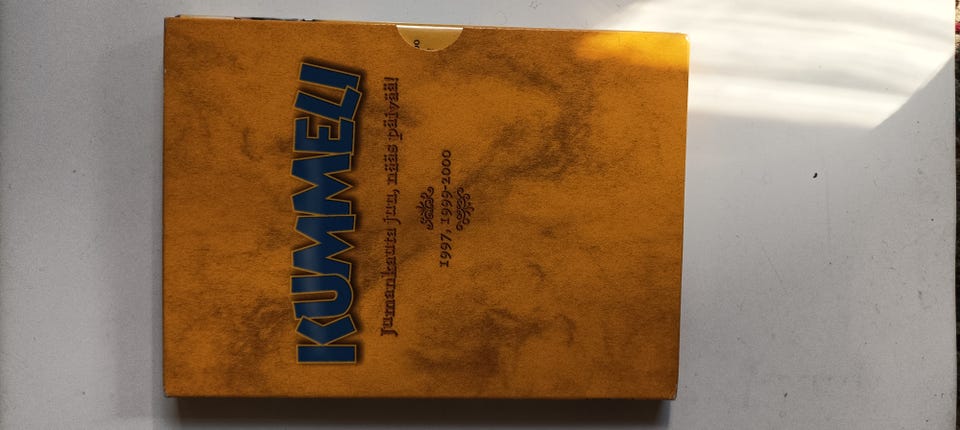 KUMMELI
Jumankauta juu, nääs päivää!
1997, 1999-2000